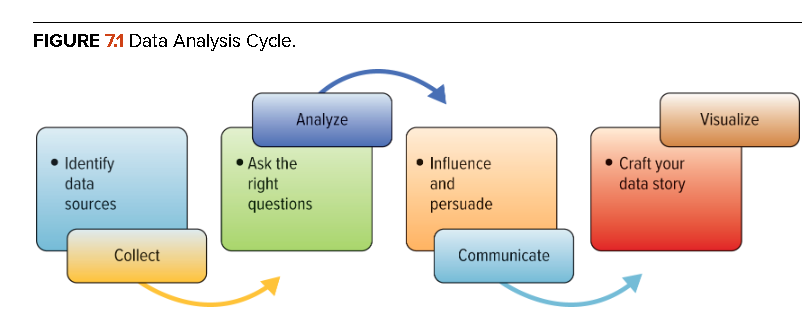 FIGURE 7.1 Data Analysis Cycle.
• Identify
data
sources
Collect
Analyze
• Ask the
right
questions
• Influence
and
persuade
Communicate
Visualize
• Craft your
data story